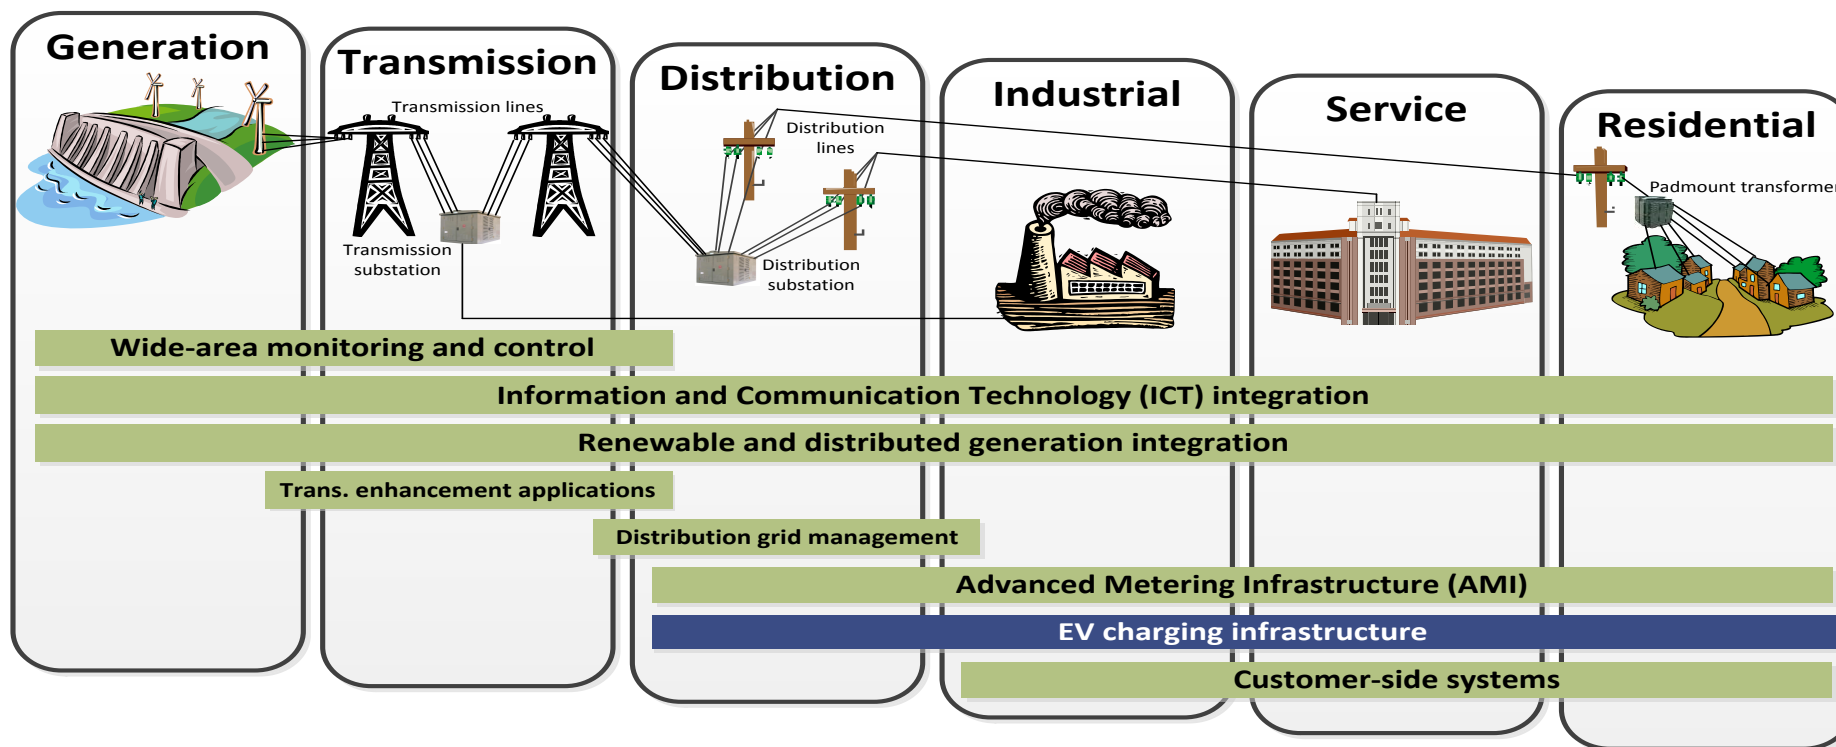 Generation
Transmission
Distribution
Industrial
Service
Residential
Transmission lines
Distribution
lines
Padmount transformer
Transmission
substation
Distribution
substation
Wide-area monitoring and control
Information and Communication Technology (ICT) integration
Renewable and distributed generation integration
Trans. enhancement applications
Distribution grid management
Advanced Metering Infrastructure (AMI)
EV charging infrastructure
Customer-side systems